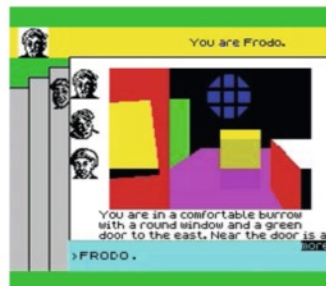 You are Frodo.
You are in a comfortable burrow
with a round window and a green
door to the east. Near the door is a
more
>FRODO.